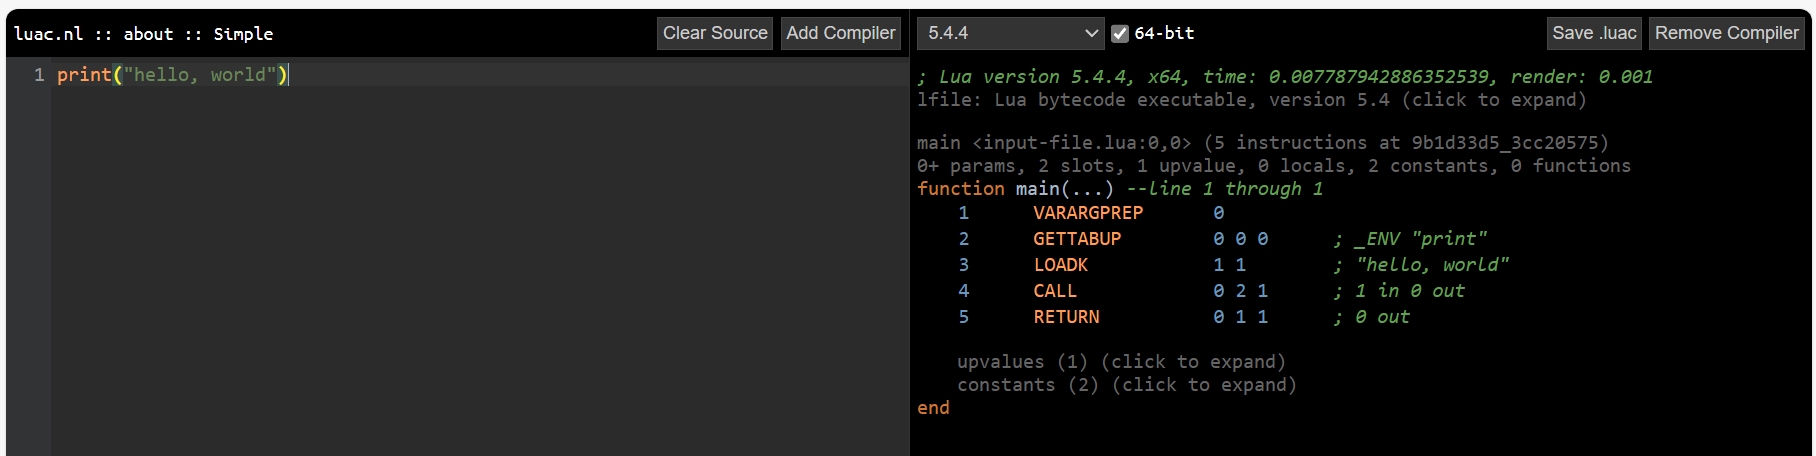 luac.nl :: about :: Simple
Clear Source
Add Compiler
5.4.4
64-bit
Save .luac
Remove Compiler
1 print("hello, world")
; Lua version 5.4.4, x64, time: 0.007787942886352539, render: 0.001
lfile: Lua bytecode executable, version 5.4 (click to expand)
main <input-file.lua:0,0> (5 instructions at 9b1d33d5_3cc20575)
0+ params, 2 slots, 1 upvalue, 0 locals, 2 constants, 0 functions
function main(...) --line 1 through 1
1 VARARGPREP 0
2 GETTABUP 0 0 0 ; _ENV "print"
3 LOADK 1 1 ; "hello, world"
4 CALL 0 2 1 ; 1 in 0 out
5 RETURN 0 1 1 ; 0 out
upvalues (1) (click to expand)
constants (2) (click to expand)
end